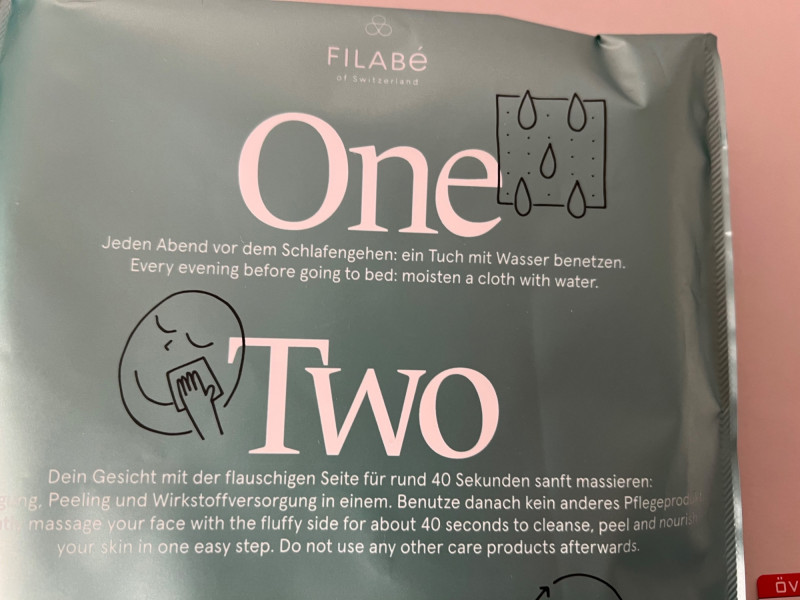 FILABé
of Switzerland
One
Jeden Abend vor dem Schlafengehen: ein Tuch mit Wasser benetzen.
Every evening before going to bed: moisten a cloth with water.
Two
Dein Gesicht mit der flauschigen Seite für rund 40 Sekunden sanft massieren:
Peeling und Wirkstoffversorgung in einem. Benutze danach kein anderes
massage your face with the fluffy side for about 40 seconds to cleanse, peel and
your skin in one easy step. Do not use any other care products afterwards.
ÖV